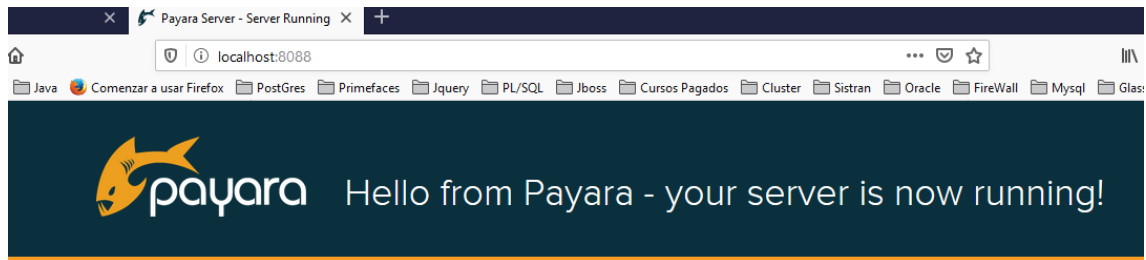 Payara Server - Server Running
localhost:8088
Java Comenzar a usar Firefox PostGres Primefaces Jquery PL/SQL Jboss Cursos Pagados Cluster Sistran Oracle FireWall Mysql Glass
payara Hello from Payara - your server is now running!